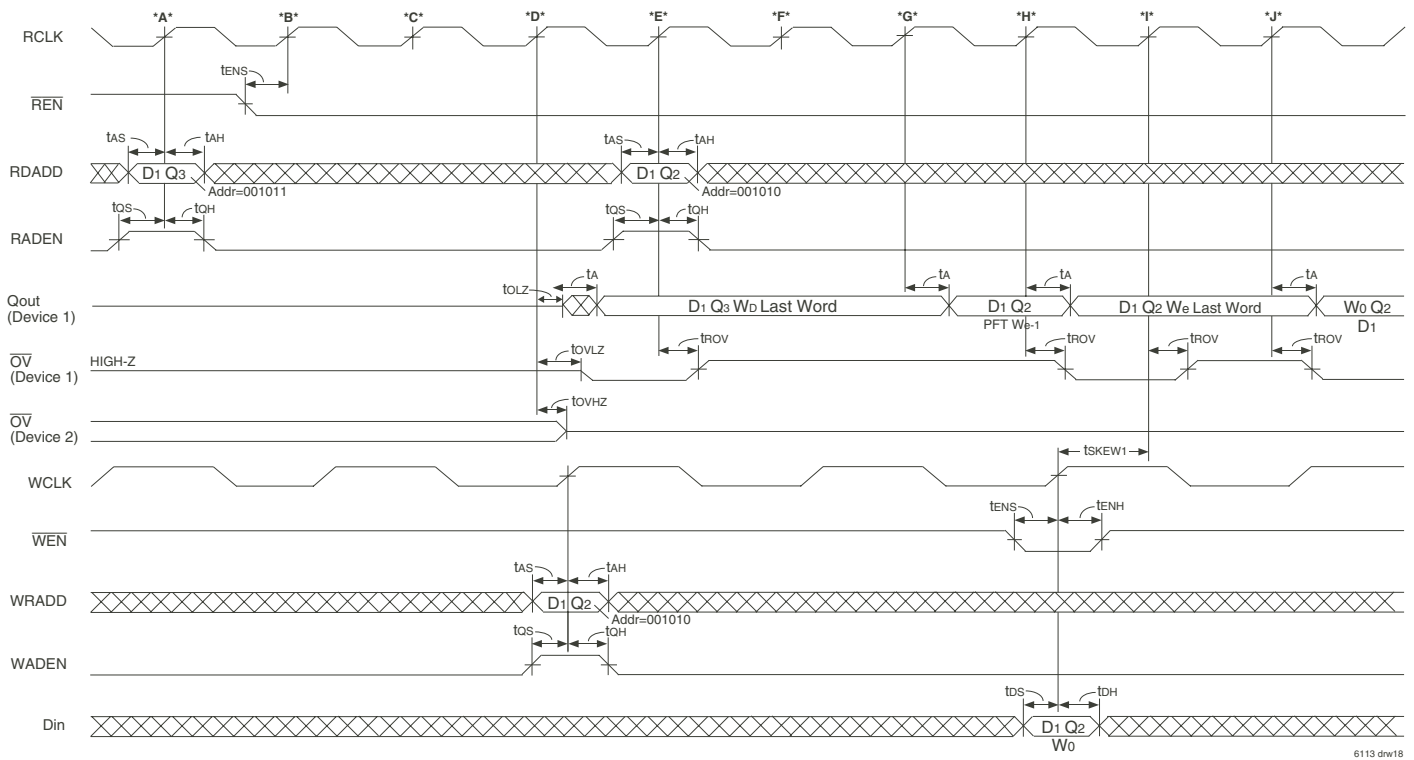 *A* *B* *C* *D* *E* *F* *G* *H* *I* *J*
RCLK
tENS
REN
tAS tAH tAS tAH
RDADD D1 Q3 D1 Q2
Addr=001011 Addr=001010
tQS tQH tQS tQH
RADEN
tA tA tA tA
tOLZ
Qout
(Device 1)
D1 Q3 WD Last Word D1 Q2 D1 Q2 We Last Word W0 Q2
PFT We-1 D1
tROV tROV tROV tROV
tOVLZ
OV
(Device 1)
HIGH-Z
tOVHZ
OV
(Device 2)
tSKEW1
WCLK
tENS tENH
WEN
tAS tAH
WRADD D1 Q2
Addr=001010
tQS tQH
WADEN
tDS tDH
Din D1 Q2
W0
6113 drw18